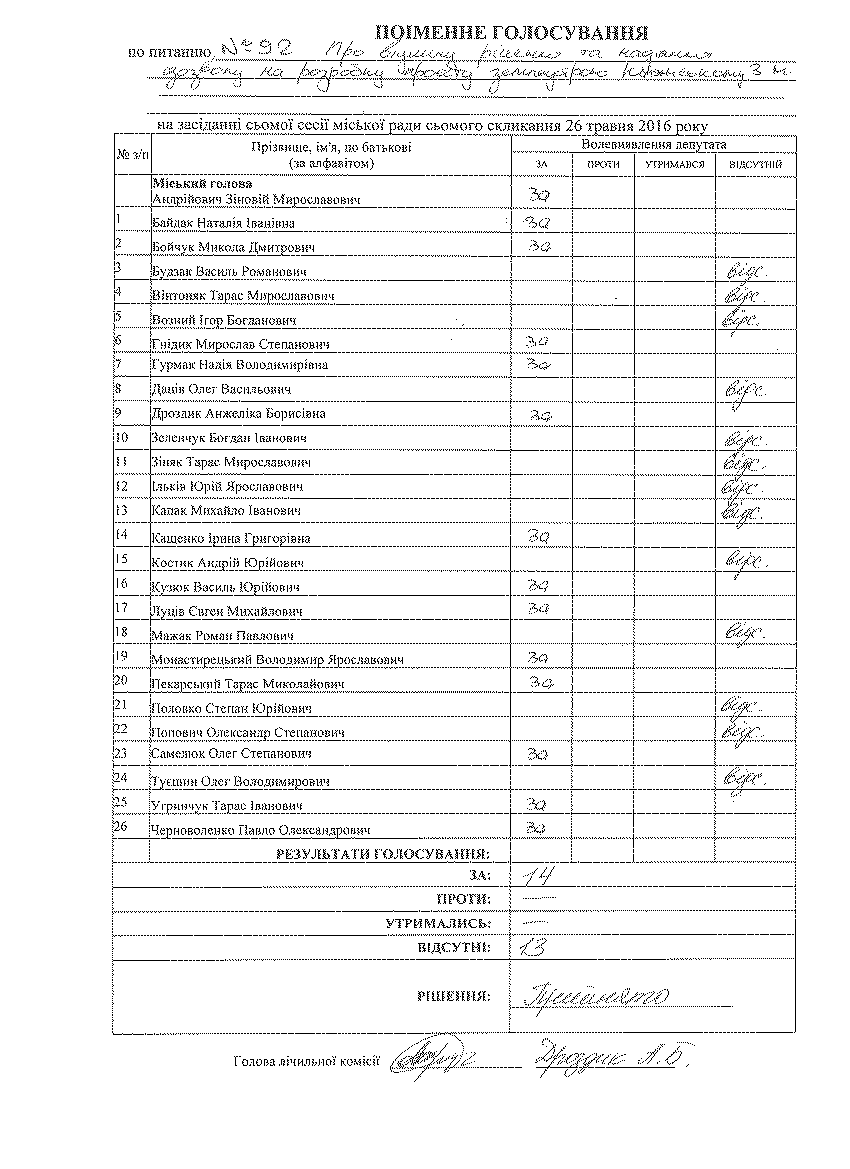 ПОІМЕННЕ ГОЛОСУВАННЯ
по питанню № 92 Про зміну рішення та надання
дозволу на розробку проекту землеустрою З м.
на засіданні сьомої сесії міської ради сьомого скликання 26 травня 2016 року
№ з/п Прізвище, ім'я, по батькові (за алфавітом) Волевиявлення депутата
ЗА ПРОТИ УТРИМАВСЯ ВІДСУТНІЙ
Міський голова
Андрійович Зіновій Мирославович за
1 Байдак Наталія Іванівна за
2 Бойчук Микола Дмитрович за
3 Будзак Василь Романович відс.
4 Вінтоняк Тарас Мирославович відс.
5 Возний Ігор Богданович відс.
6 Гнідик Мирослав Степанович за
7 Гурмак Надія Володимирівна за
8 Данів Олег Васильович відс.
9 Дроздик Анжеліка Борисівна за
10 Зеленчук Богдан Іванович відс.
11 Зіняк Тарас Мирославович відс.
12 Ільків Юрій Ярославович відс.
13 Капак Михайло Іванович відс.
14 Кащенко Ірина Григорівна за
15 Костик Андрій Юрійович відс.
16 Кузюк Василь Юрійович за
17 Луців Євген Михайлович за
18 Мажак Роман Павлович відс.
19 Монастирецький Володимир Ярославович за
20 Пекарський Тарас Миколайович за
21 Половко Степан Юрійович відс.
22 Попович Олександр Степанович відс.
23 Самелюк Олег Степанович за
24 Туєшин Олег Володимирович відс.
25 Угринчук Тарас Іванович за
26 Черноволенко Павло Олександрович за
РЕЗУЛЬТАТИ ГОЛОСУВАННЯ:
ЗА: 14
ПРОТИ: —
УТРИМАЛИСЬ: —
ВІДСУТНІ: 13
РІШЕННЯ: Прийнято
Голова лічильної комісії Дроздик А.Б.